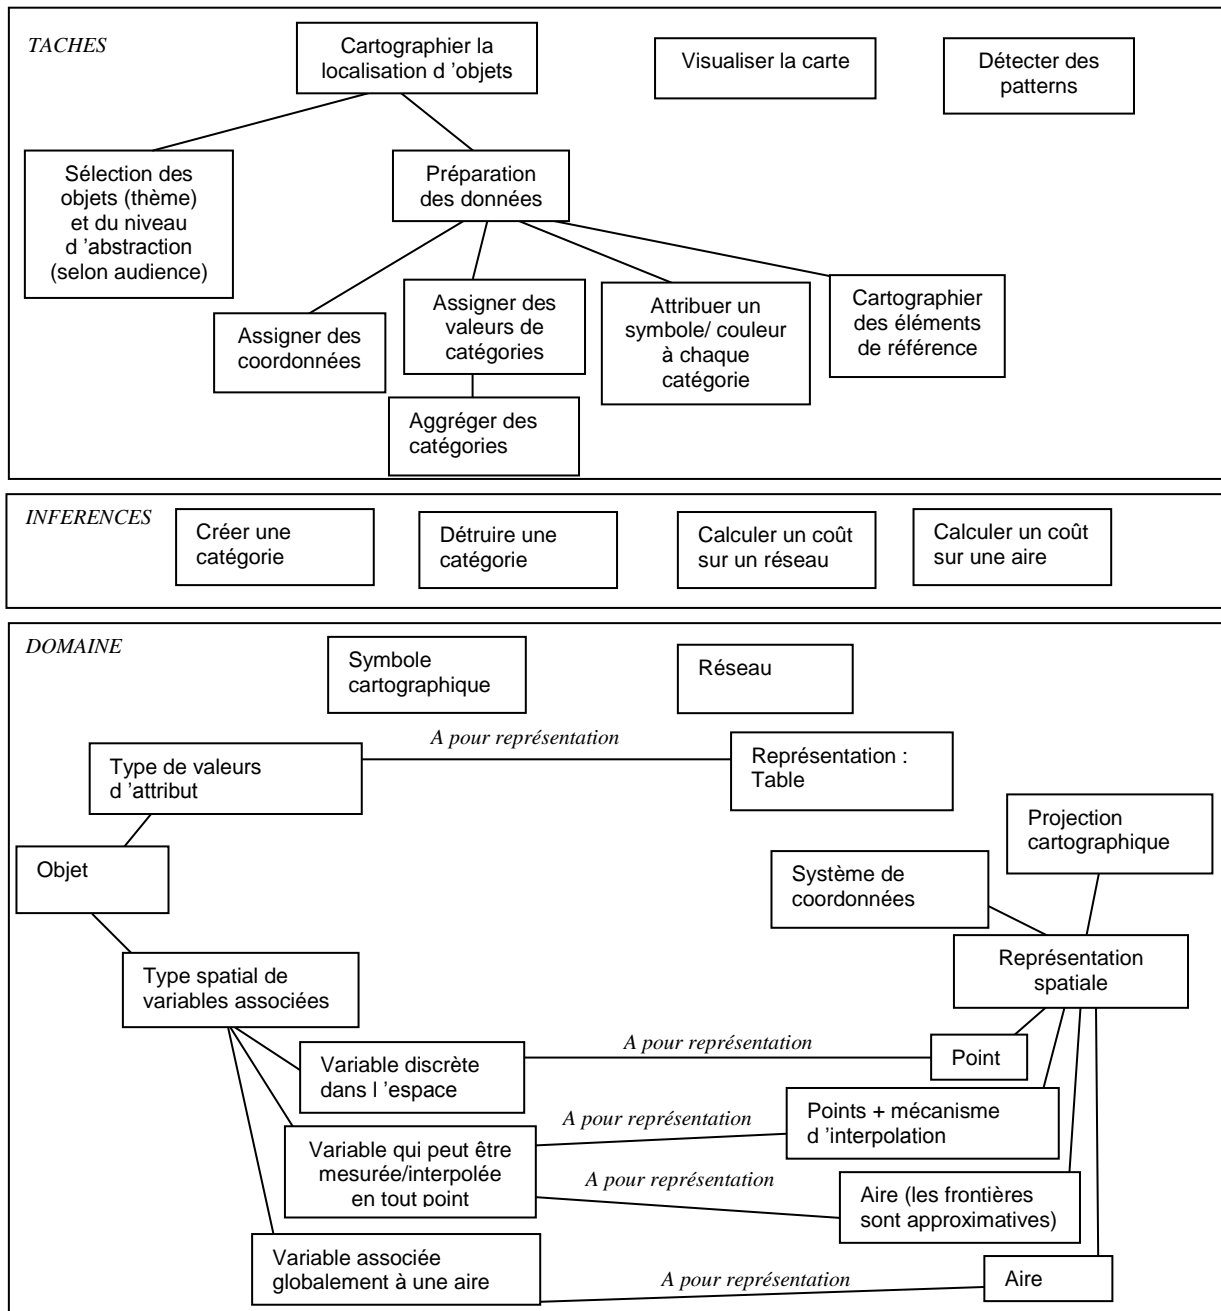 TACHES
Cartographier la
localisation d 'objets
Visualiser la carte
Détecter des
patterns
Sélection des
objets (thème)
et du niveau
d 'abstraction
(selon audience)
Préparation
des données
Assigner des
coordonnées
Assigner des
valeurs de
catégories
Attribuer un
symbole/ couleur
à chaque
catégorie
Cartographier
des éléments
de référence
Aggréger des
catégories
INFERENCES
Créer une
catégorie
Détruire une
catégorie
Calculer un coût
sur un réseau
Calculer un coût
sur une aire
DOMAINE
Symbole
cartographique
Réseau
A pour représentation
Type de valeurs
d 'attribut
Représentation :
Table
Projection
cartographique
Objet
Système de
coordonnées
Type spatial de
variables associées
Représentation
spatiale
Variable discrète
dans l 'espace
A pour représentation
Point
A pour représentation
Points + mécanisme
d 'interpolation
Variable qui peut être
mesurée/interpolée
en tout point
A pour représentation
Aire (les frontières
sont approximatives)
Variable associée
globalement à une aire
A pour représentation
Aire